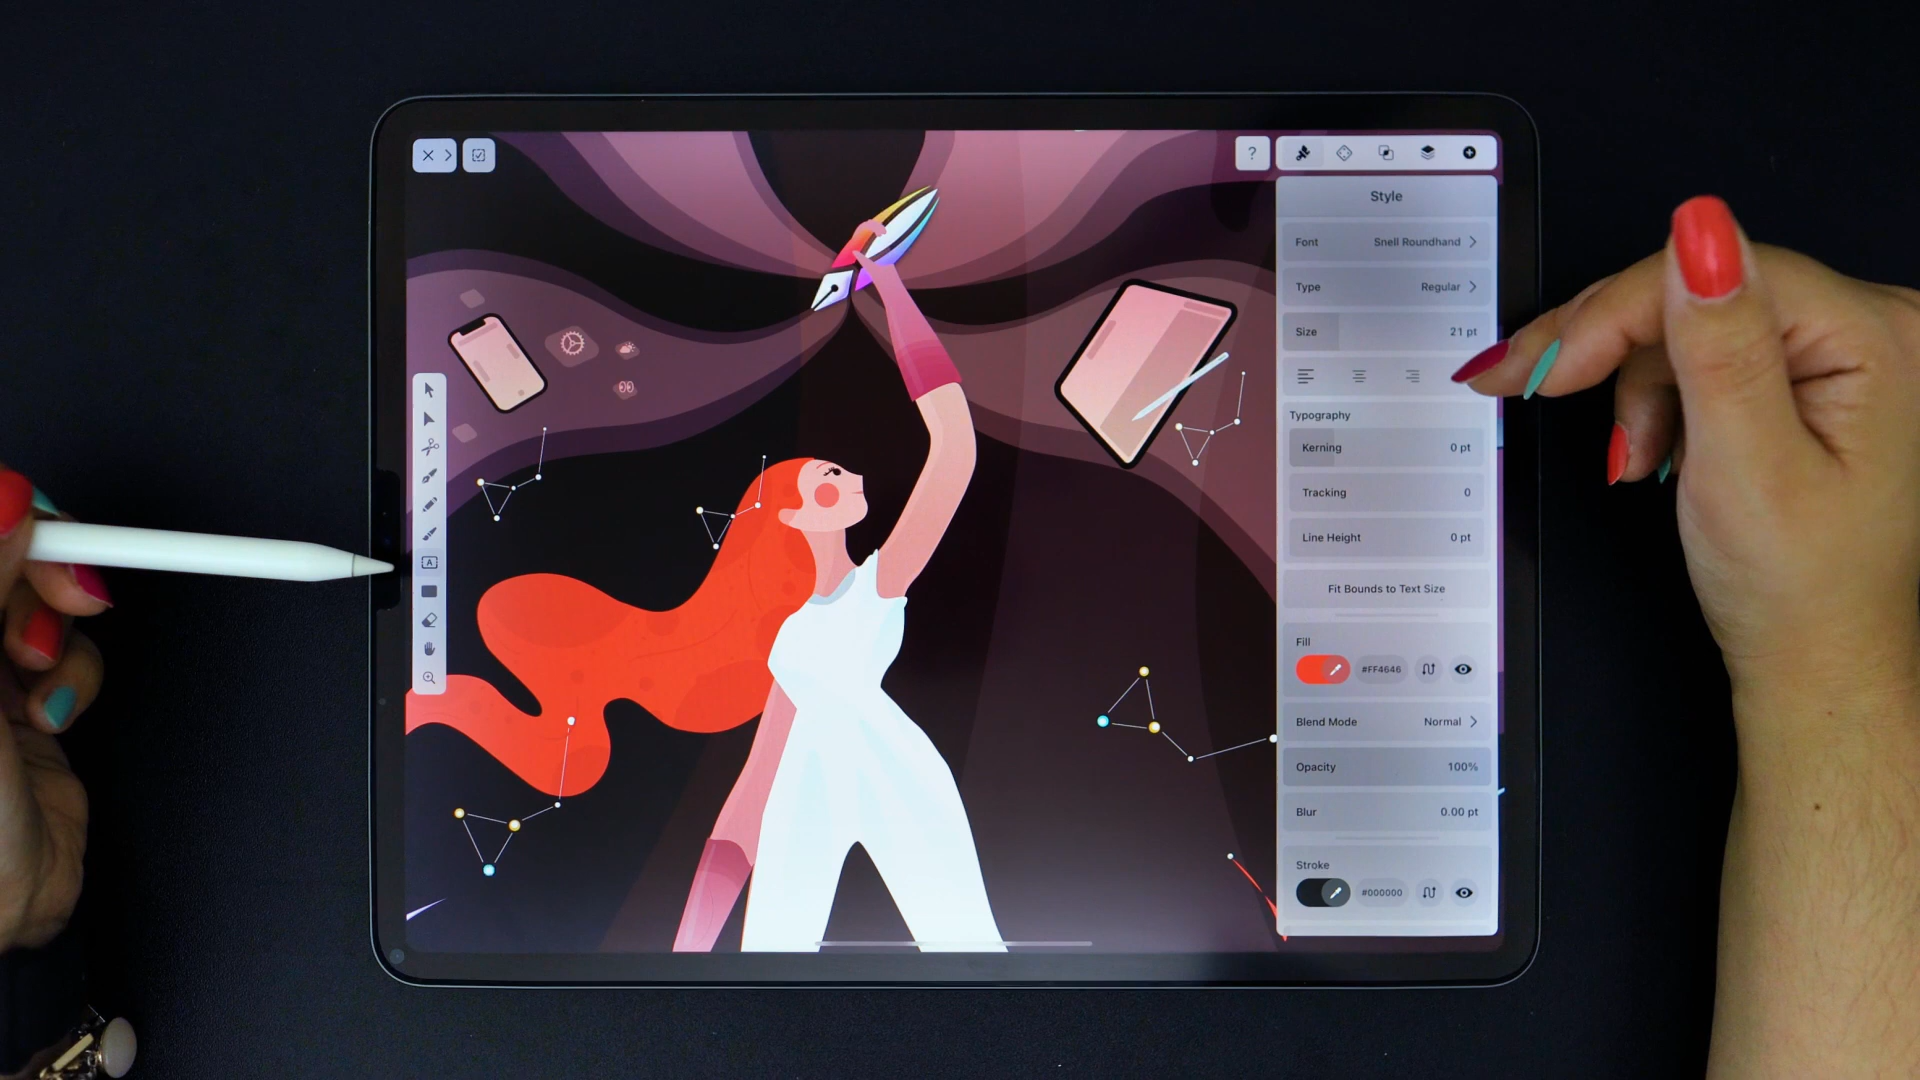 ?
Style
Font Snell Roundhand
Type Regular
Size 21 pt
Typography
Kerning 0 pt
Tracking 0
Line Height 0 pt
A
Fit Bounds to Text Size
Fill
#FF4646
Blend Mode Normal
Opacity 100%
Blur 0.00 pt
Stroke
#000000